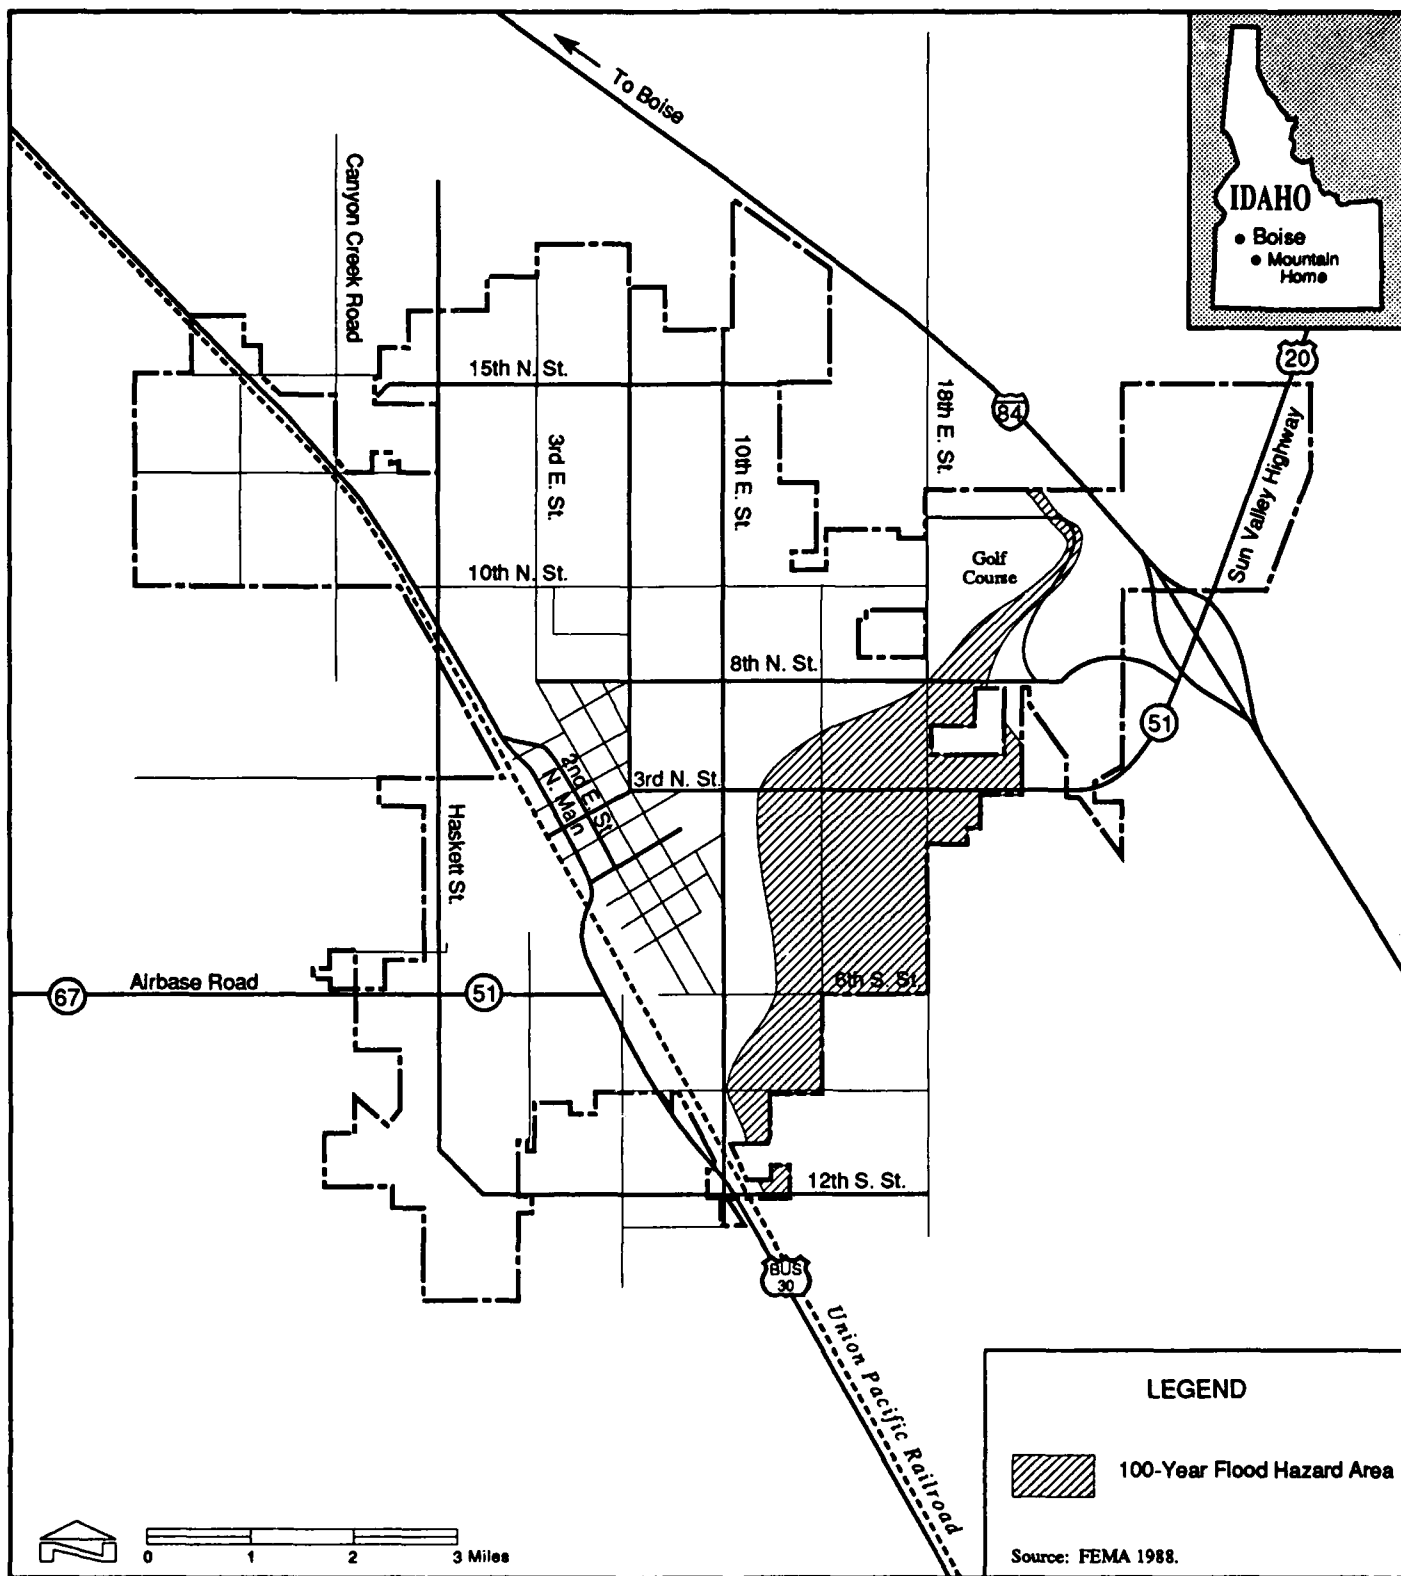 To Boise
IDAHO
Boise
Mountain
Home
20
Canyon Creek Road
15th N. St.
84
18th E. St.
3rd E. St.
10th E. St.
Sun Valley Highway
Golf
Course
10th N. St.
8th N. St.
51
2nd E. St.
N. Main
3rd N. St.
Haskett St.
67
Airbase Road
51
6th S. St.
12th S. St.
BUS
30
Union Pacific Railroad
LEGEND
100-Year Flood Hazard Area
Source: FEMA 1988.
0 1 2 3 Miles